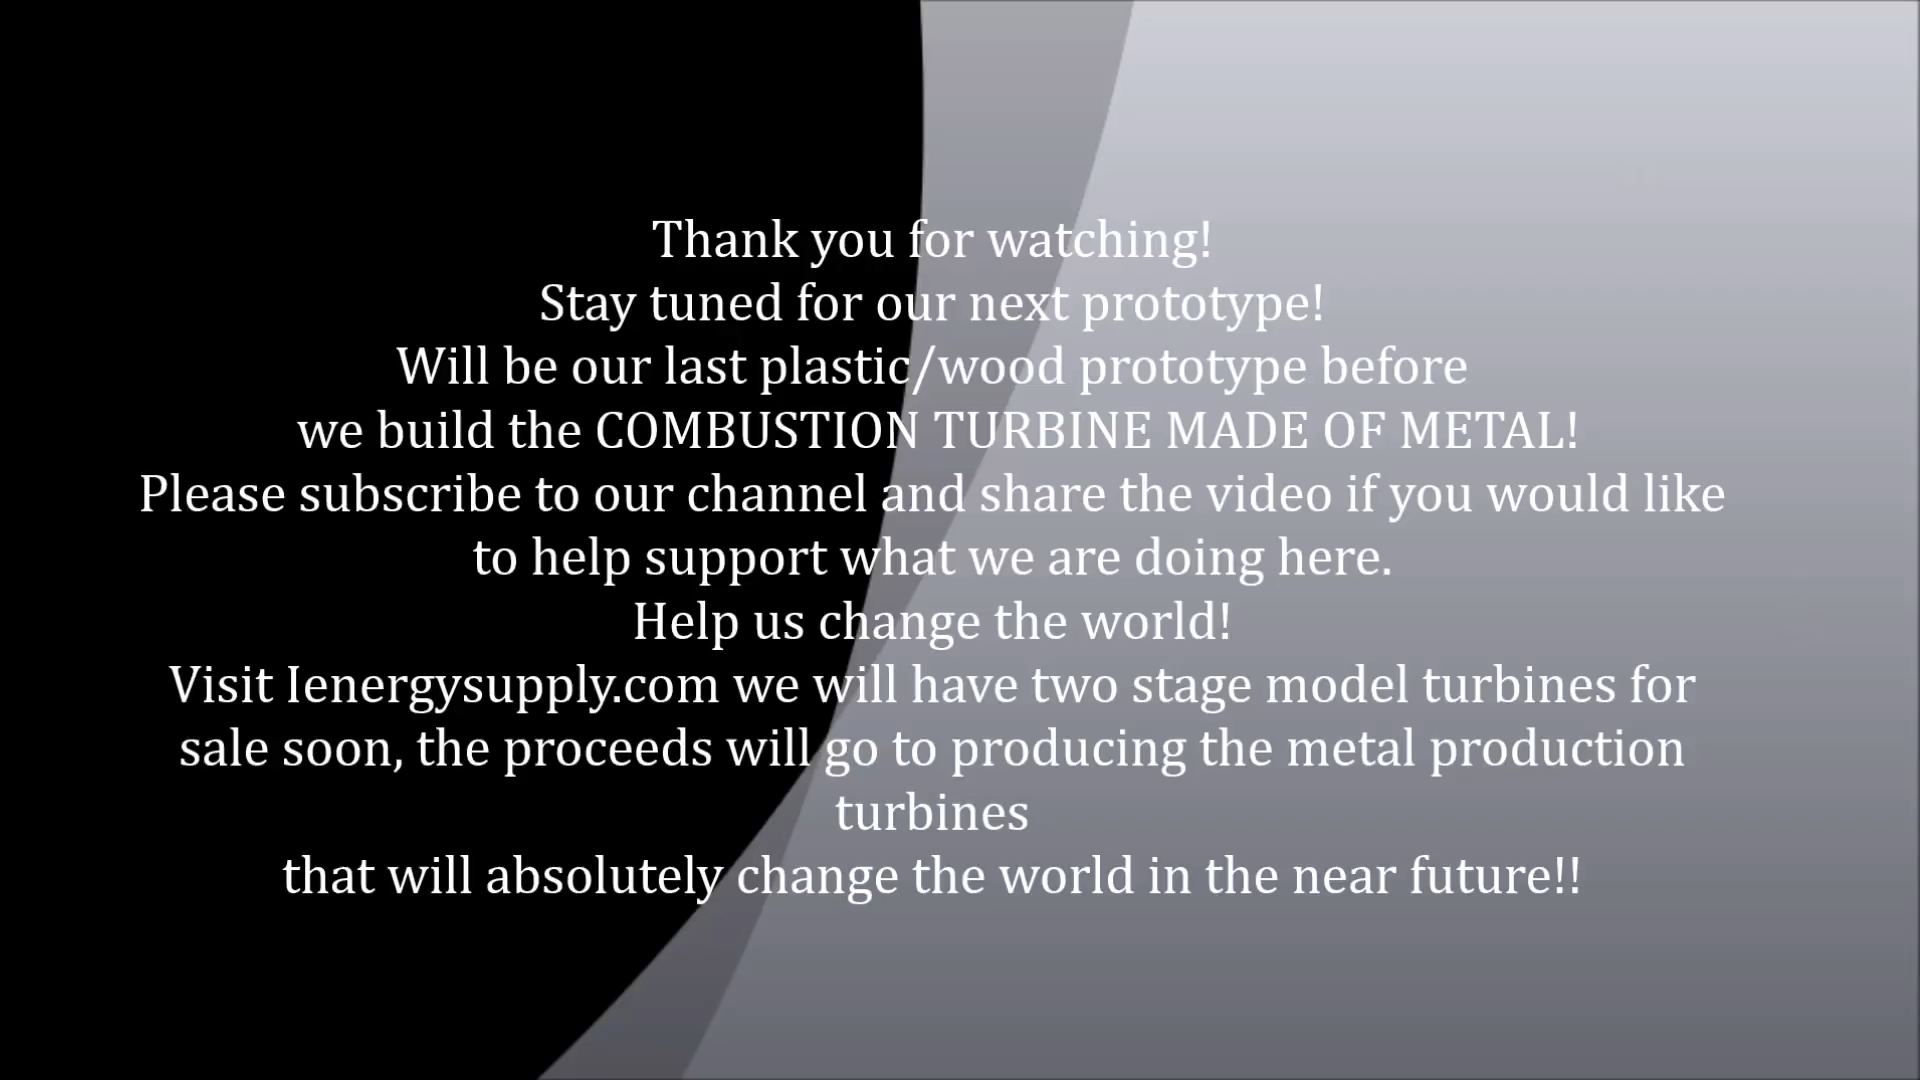 Thank you for watching!
Stay tuned for our next prototype!
Will be our last plastic/wood prototype before
we build the COMBUSTION TURBINE MADE OF METAL!
Please subscribe to our channel and share the video if you would like
to help support what we are doing here.
Help us change the world!
Visit Ienergysupply.com we will have two stage model turbines for
sale soon, the proceeds will go to producing the metal production
turbines
that will absolutely change the world in the near future!!